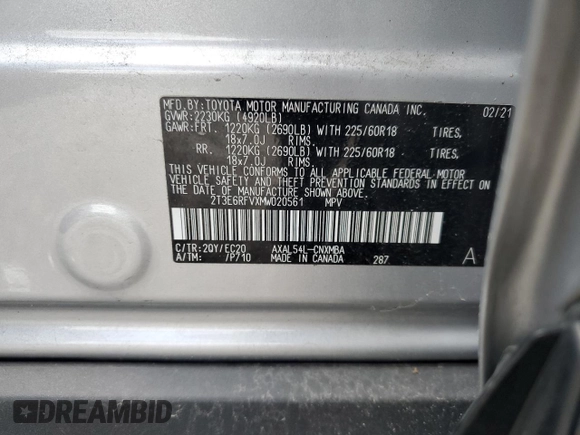 MFD. BY: TOYOTA MOTOR MANUFACTURING CANADA INC. 02/21
GVWR: 2230KG (4920LB)
GAWR: FRT. 1220KG (2690LB) WITH 225/60R18 TIRES,
18x7.0J RIMS.
RR. 1220KG (2690LB) WITH 225/60R18 TIRES,
18x7.0J RIMS.
THIS VEHICLE CONFORMS TO ALL APPLICABLE FEDERAL MOTOR
VEHICLE SAFETY AND THEFT PREVENTION STANDARDS IN
EFFECT ON THE DATE OF MANUFACTURE SHOWN ABOVE.
2T3E6RFVXMW020561 MPV
C/TR: 2QY/EC20 AXAL54L-CNXMBA
A/TM: /P710 MADE IN CANADA 287 A
DREAMBID